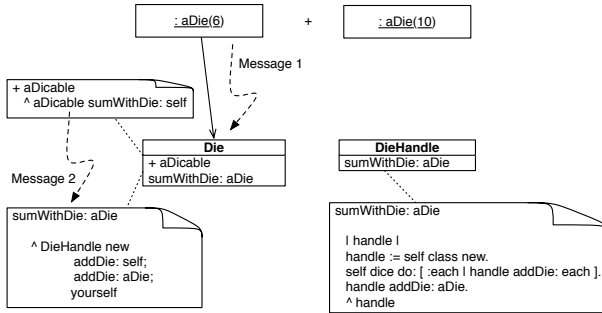 : aDie(6)
+
: aDie(10)
Message 1
+ aDicable
^ aDicable sumWithDie: self
Die
+ aDicable
sumWithDie: aDie
DieHandle
sumWithDie: aDie
Message 2
sumWithDie: aDie
^ DieHandle new
addDie: self;
addDie: aDie;
yourself
sumWithDie: aDie
| handle |
handle := self class new.
self dice do: [ :each | handle addDie: each ].
handle addDie: aDie.
^ handle